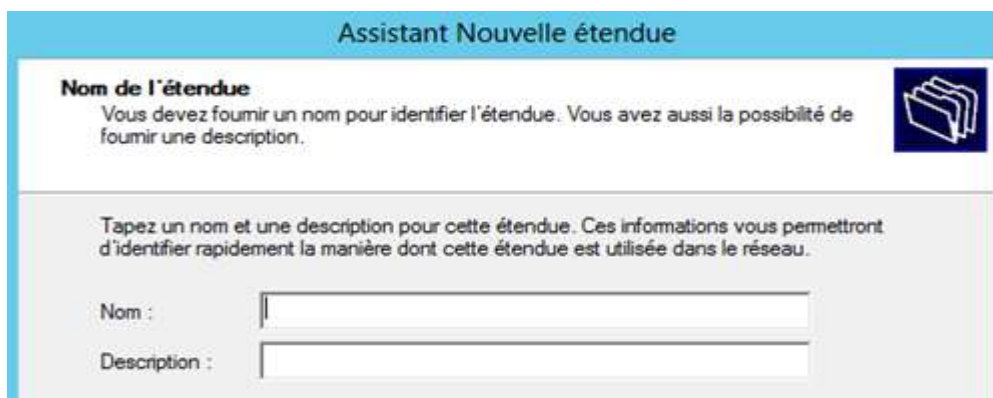 Assistant Nouvelle étendue
Nom de l'étendue
Vous devez fournir un nom pour identifier l'étendue. Vous avez aussi la possibilité de
fournir une description.
Tapez un nom et une description pour cette étendue. Ces informations vous permettront
d'identifier rapidement la manière dont cette étendue est utilisée dans le réseau.
Nom :
Description :